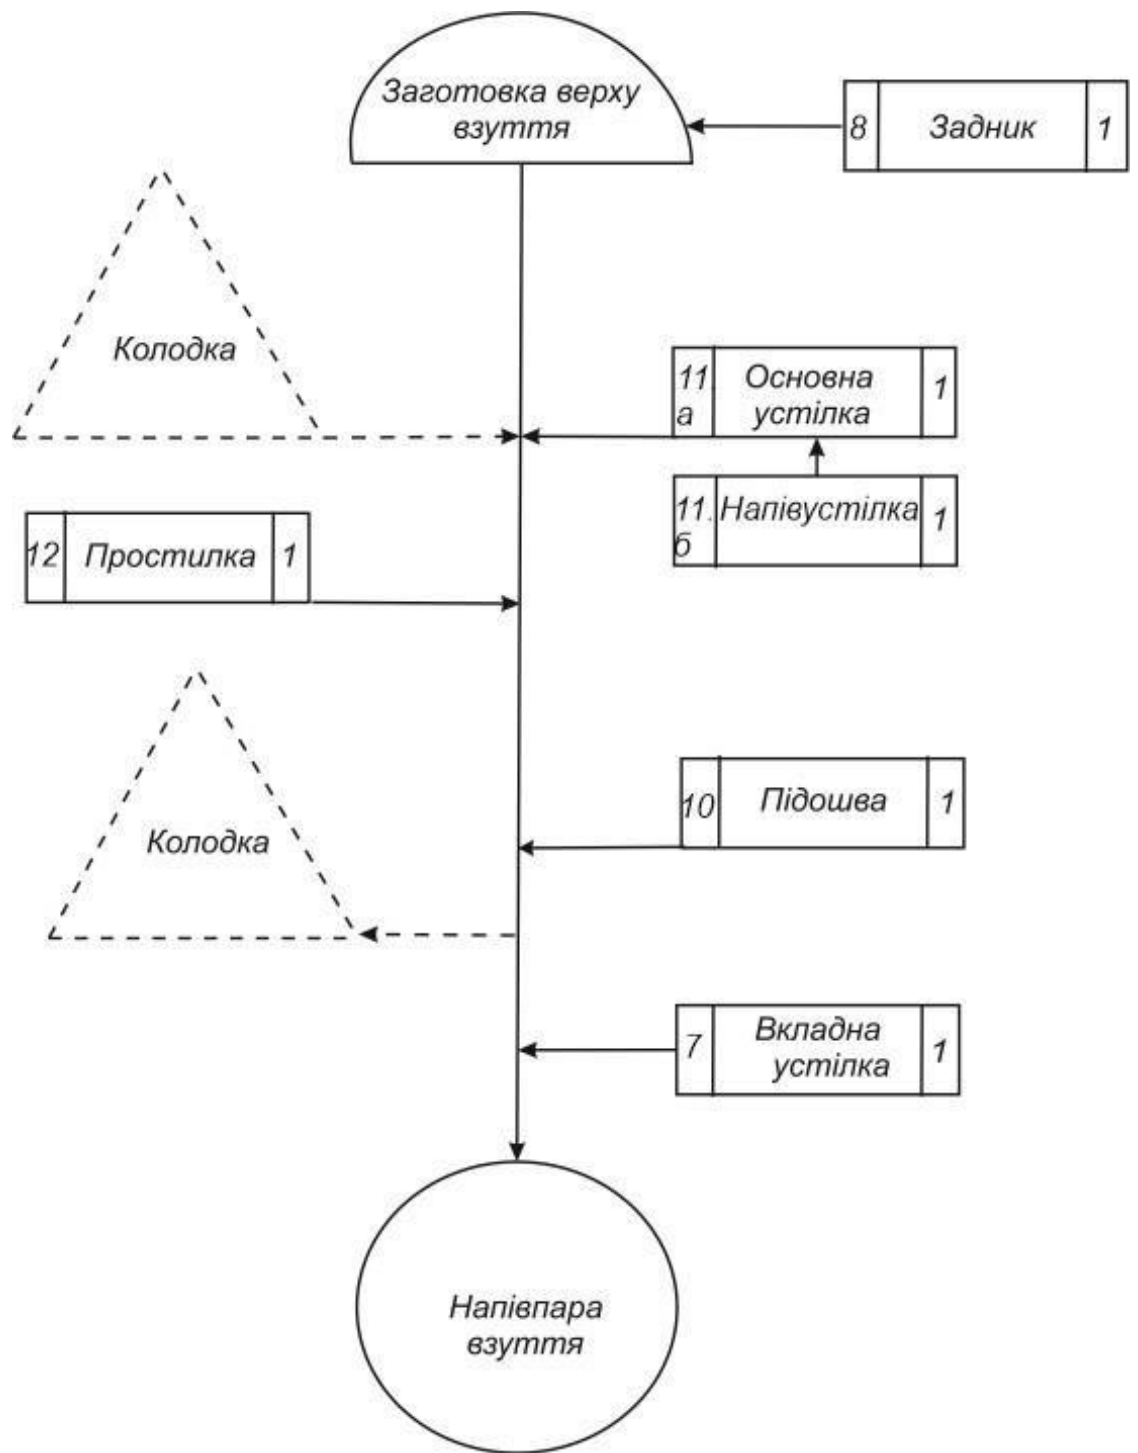 Заготовка верху
взуття
8 Задник 1
Колодка
11 Основна 1
а устілка
11. Напівустілка 1
б
12 Простилка 1
10 Підошва 1
Колодка
7 Вкладна 1
устілка
Напівпара
взуття